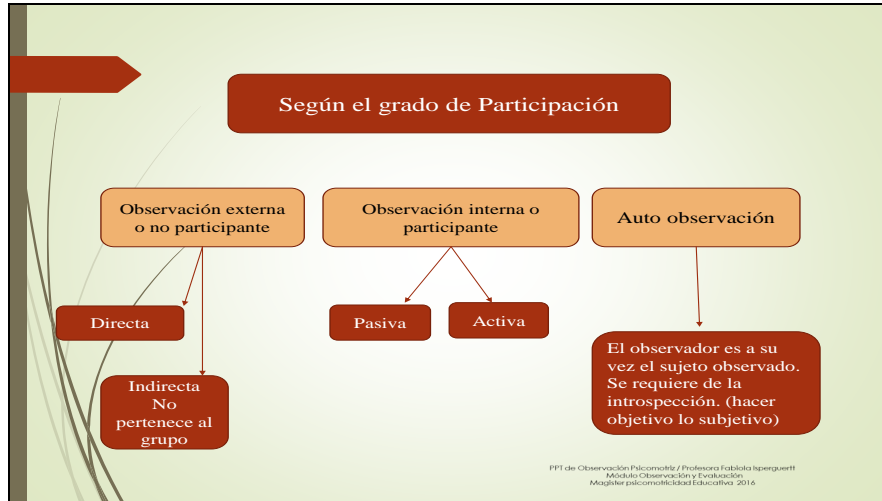 Según el grado de Participación
Observación externa
o no participante
Observación interna o
participante
Auto observación
Directa
Pasiva
Activa
Indirecta
No
pertenece al
grupo
El observador es a su
vez el sujeto observado.
Se requiere de la
introspección. (hacer
objetivo lo subjetivo)
PPT de Observación Psicomotriz / Profesora Fabiola Isperguertt
Módulo Observación y Evaluación
Magíster psicomotricidad Educativa 2016